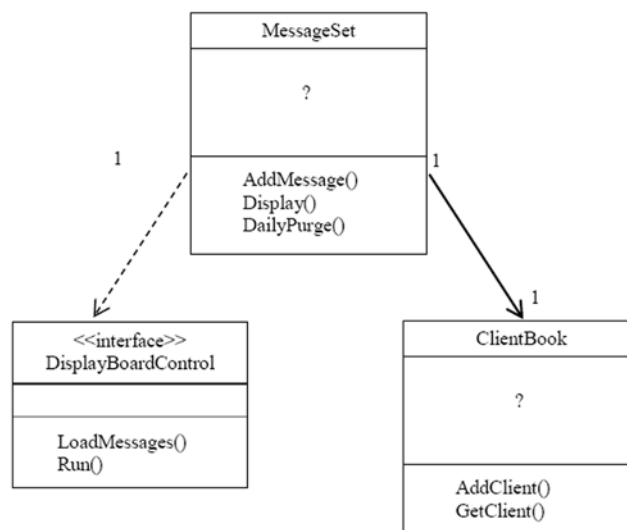 MessageSet
?
1
1
AddMessage()
Display()
DailyPurge()
1
<<interface>>
DisplayBoardControl
LoadMessages()
Run()
ClientBook
?
AddClient()
GetClient()